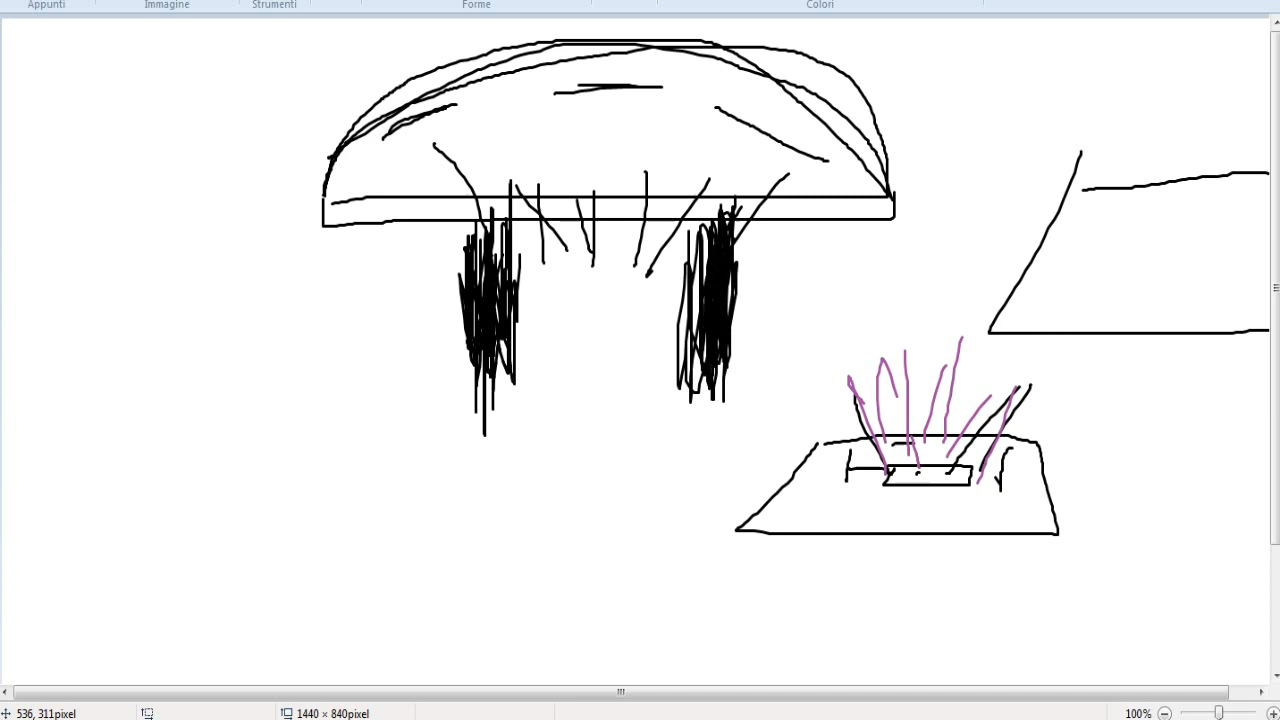 Appunti Immagine Strumenti Forme Colori
536, 311pixel 1440 × 840pixel 100%